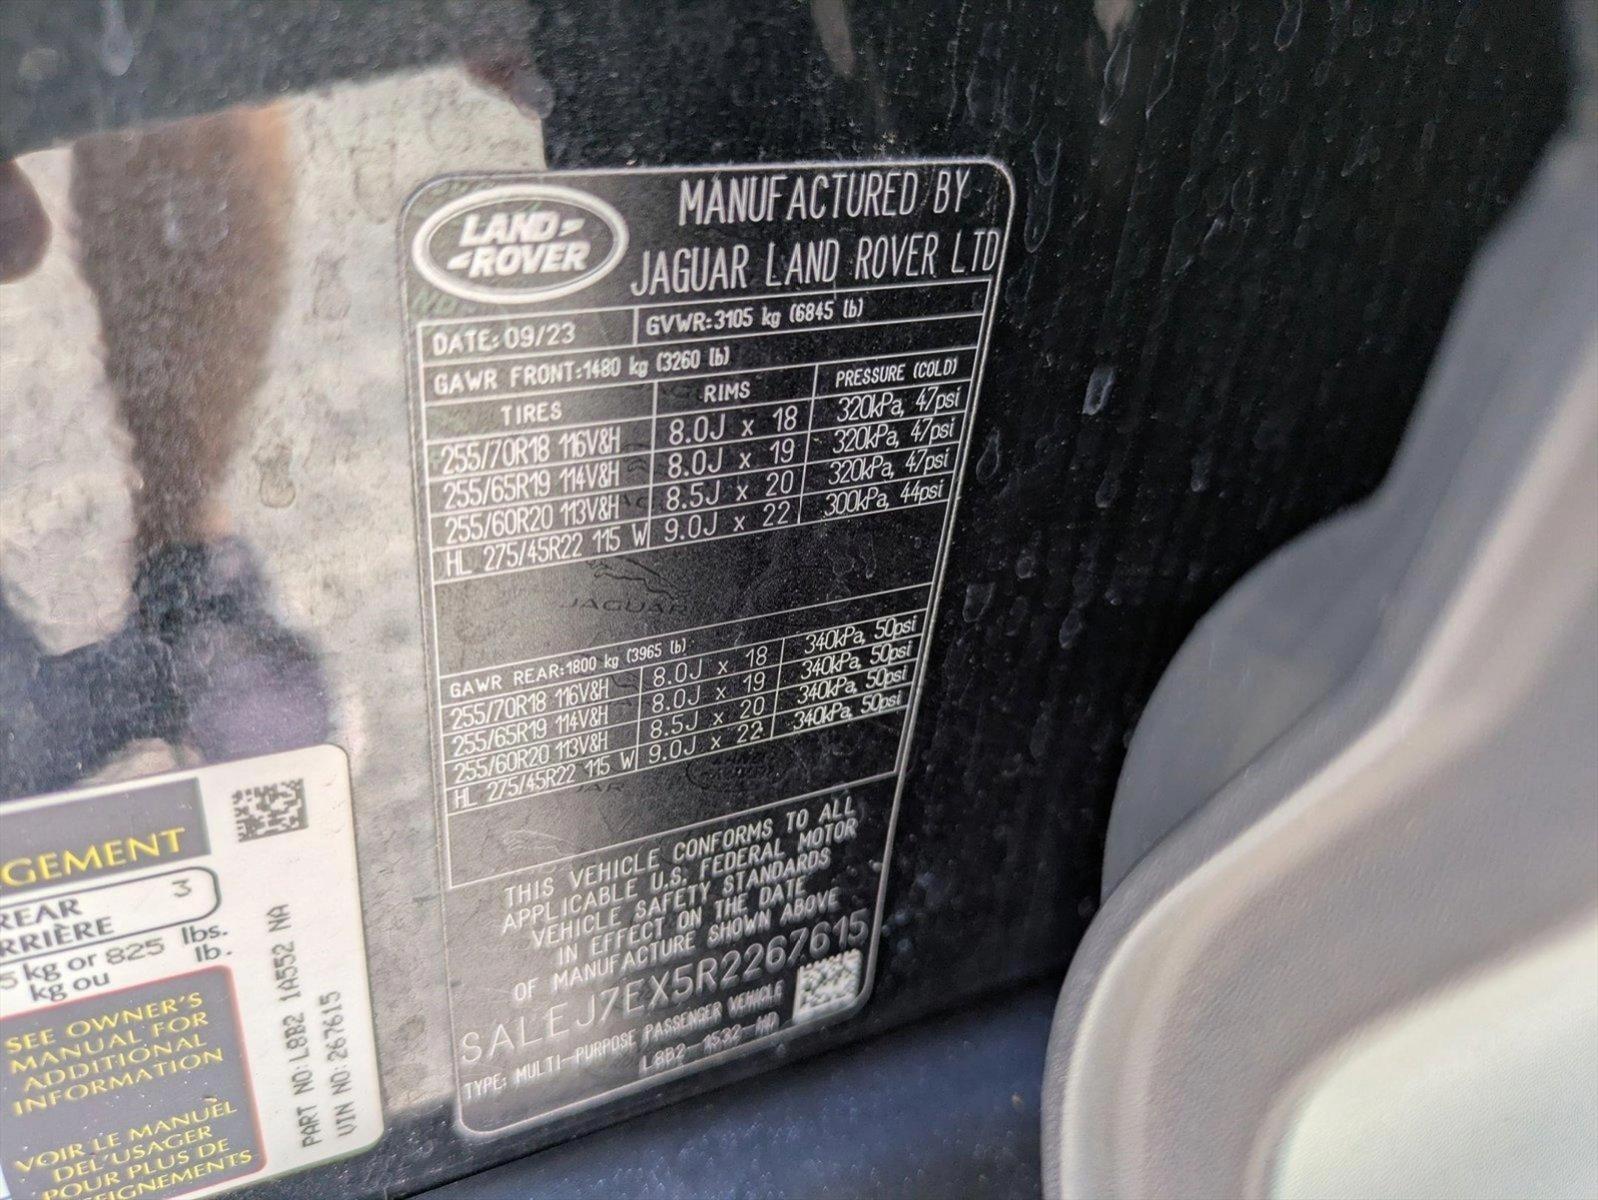 LAND-
-ROVER
MANUFACTURED BY
JAGUAR LAND ROVER LTD
DATE: 09/23
GVWR:3105 kg (6845 lb)
GAWR FRONT:1480 kg (3260 lb)
TIRES RIMS PRESSURE (COLD)
255/70R18 116V&H 8.0J x 18 320kPa, 47psi
255/65R19 114V&H 8.0J x 19 320kPa, 47psi
255/60R20 113V&H 8.5J x 20 320kPa, 47psi
HL 275/45R22 115 W 9.0J x 22 300kPa, 44psi
JAGUAR
GAWR REAR:1800 kg (3965 lb)
255/70R18 116V&H 8.0J x 18 340kPa, 50psi
255/65R19 114V&H 8.0J x 19 340kPa, 50psi
255/60R20 113V&H 8.5J x 20 340kPa, 50psi
HL 275/45R22 115 W 9.0J x 22 340kPa, 50psi
THIS VEHICLE CONFORMS TO ALL
APPLICABLE U.S. FEDERAL MOTOR
VEHICLE SAFETY STANDARDS
IN EFFECT ON THE DATE
OF MANUFACTURE SHOWN ABOVE
SALEJ7EX5R2267615
TYPE: MULTI-PURPOSE PASSENGER VEHICLE
L8B2-1532-MD
GEMENT
REAR 3
RRIÈRE
5 kg or 825 lbs.
kg ou lb.
SEE OWNER'S
MANUAL FOR
ADDITIONAL
INFORMATION
VOIR LE MANUEL
DEL'USAGER
POUR PLUS DE
SEIGNEMENTS
PART NO:L8B2 1A552 NA
VIN NO:267615